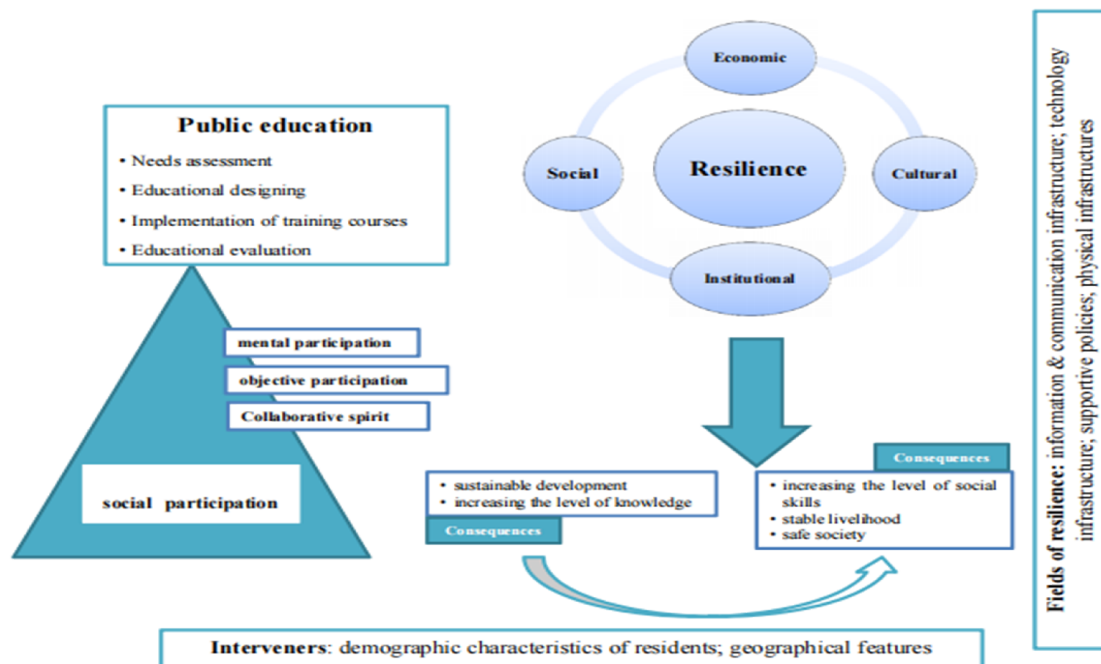 Public education
• Needs assessment
• Educational designing
• Implementation of training courses
• Educational evaluation
mental participation
objective participation
Collaborative spirit
social participation
Economic
Social
Resilience
Cultural
Institutional
• sustainable development
• increasing the level of knowledge
Consequences
Consequences
• increasing the level of social
skills
• stable livelihood
• safe society
Interveners: demographic characteristics of residents; geographical features
Fields of resilience: information & communication infrastructure; technology
infrastructure; supportive policies; physical infrastructures